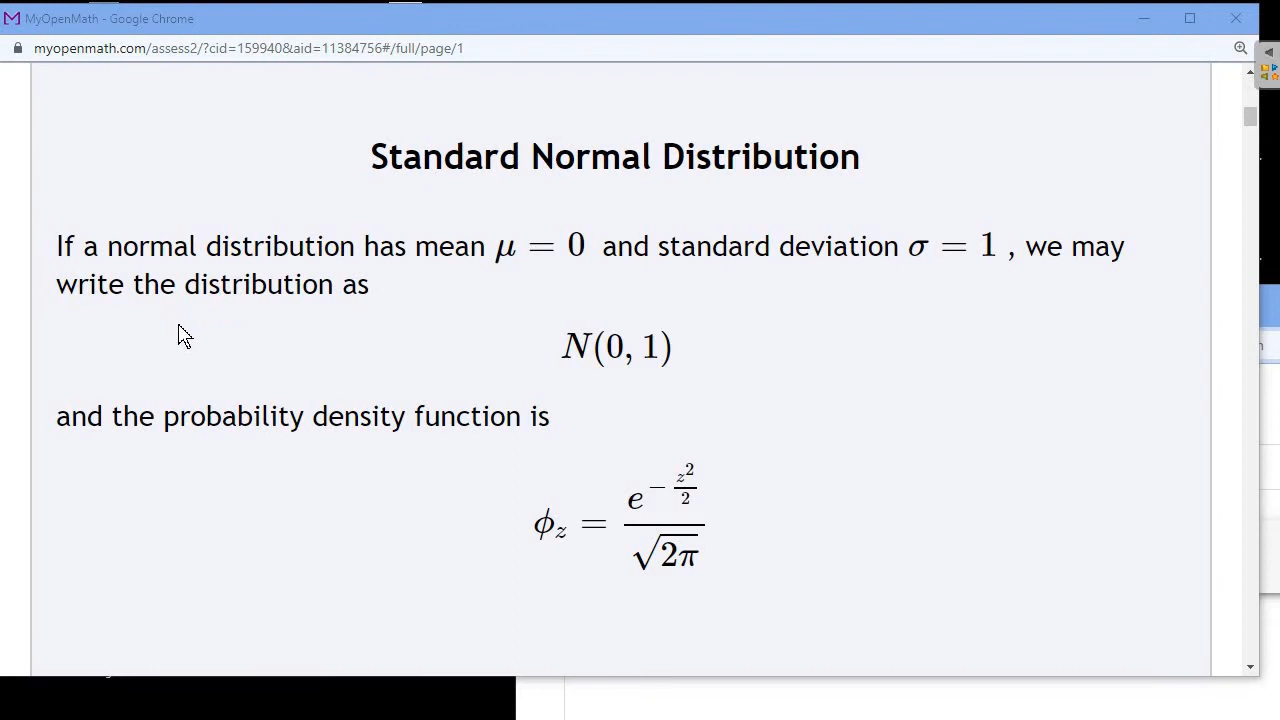 MyOpenMath - Google Chrome
myopenmath.com/assess2/?cid=159940&aid=11384756#/full/page/1
Standard Normal Distribution
If a normal distribution has mean μ = 0 and standard deviation σ = 1 , we may
write the distribution as
N(0, 1)
and the probability density function is
ϕ_z = e^{-z²/2} / √(2π)